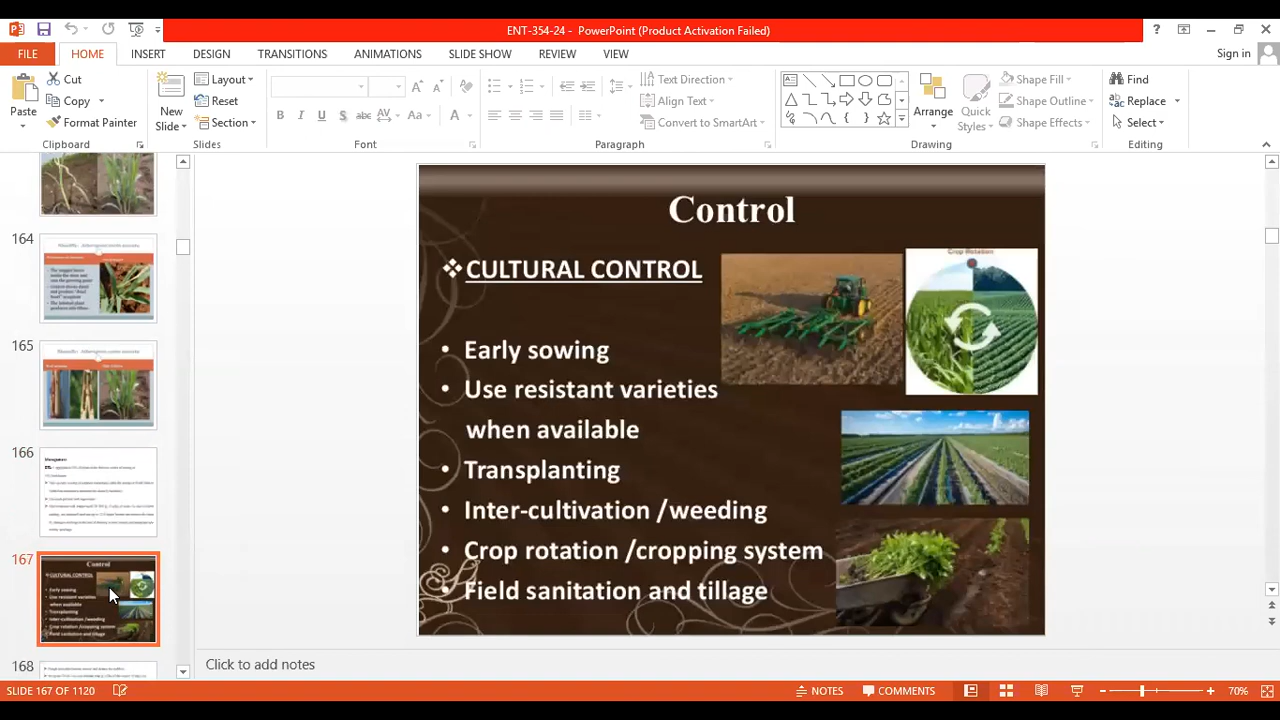 ENT-354-24 - PowerPoint (Product Activation Failed)
FILE
HOME
INSERT
DESIGN
TRANSITIONS
ANIMATIONS
SLIDE SHOW
REVIEW
VIEW
Sign in
Paste
Cut
Copy
Format Painter
Clipboard
New
Slide
Layout
Reset
Section
Slides
Font
Text Direction
Align Text
Convert to SmartArt
Paragraph
Arrange
Quick
Styles
Shape Fill
Shape Outline
Shape Effects
Drawing
Find
Replace
Select
Editing
164
165
166
167
168
Control
CULTURAL CONTROL
Crop Rotation
• Early sowing
• Use resistant varieties
when available
• Transplanting
• Inter-cultivation /weeding
• Crop rotation /cropping system
• Field sanitation and tillage
Click to add notes
SLIDE 167 OF 1120
NOTES
COMMENTS
70%